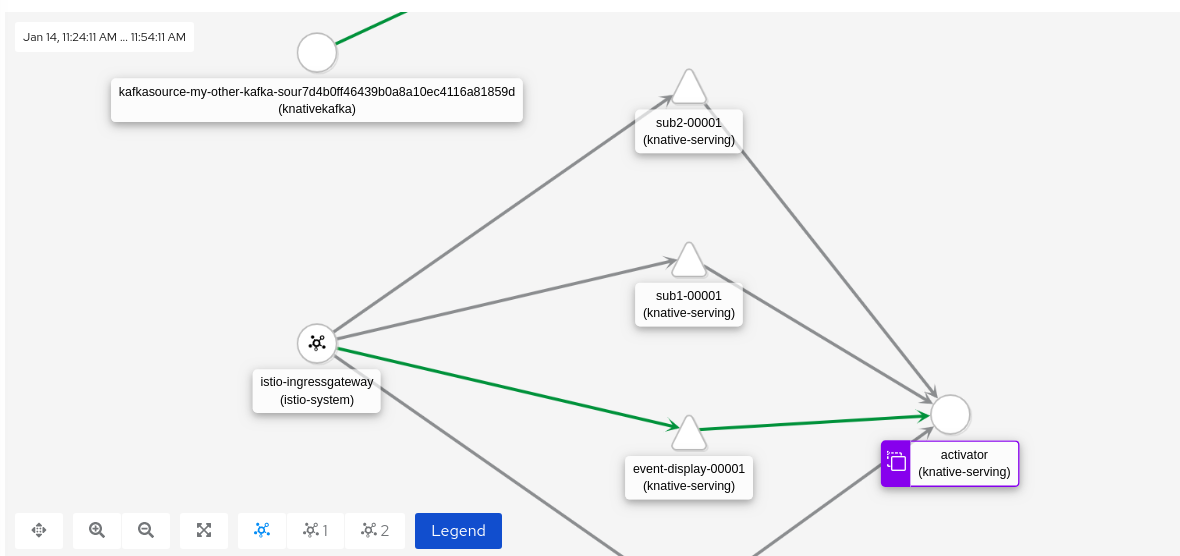 Jan 14, 11:24:11 AM ... 11:54:11 AM
kafkasource-my-other-kafka-sour7d4b0ff46439b0a8a10ec4116a81859d
(knativekafka)
sub2-00001
(knative-serving)
sub1-00001
(knative-serving)
istio-ingressgateway
(istio-system)
event-display-00001
(knative-serving)
activator
(knative-serving)
1
2
Legend